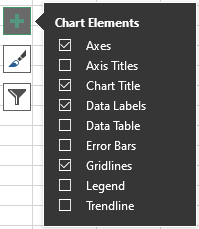 Chart Elements
Axes
Axis Titles
Chart Title
Data Labels
Data Table
Error Bars
Gridlines
Legend
Trendline